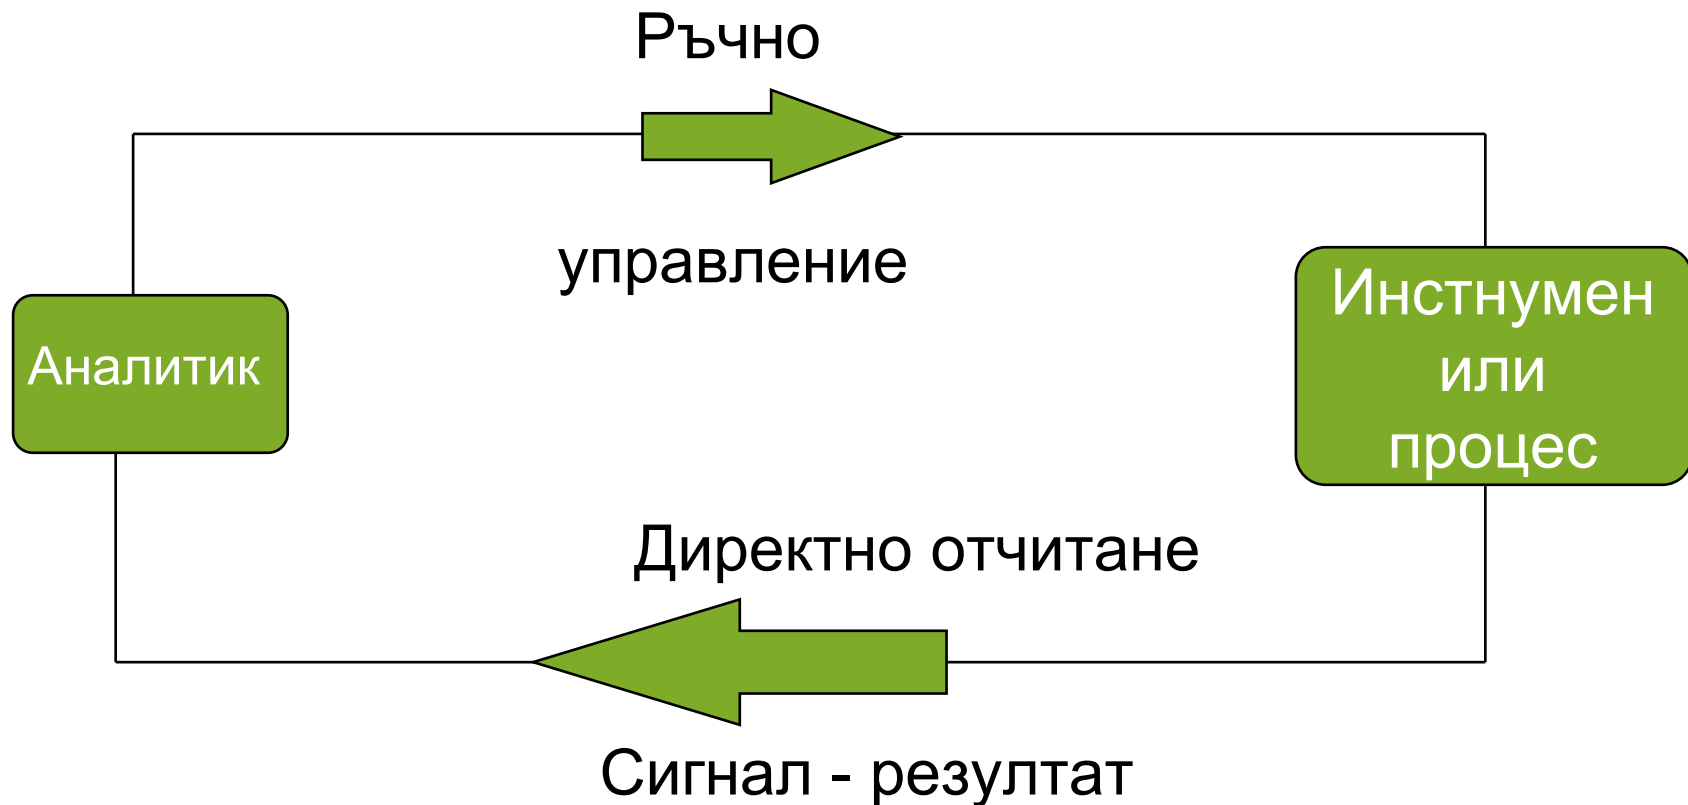 Ръчно
управление
Аналитик
Инстнумен
или
процес
Директно отчитане
Сигнал - резултат